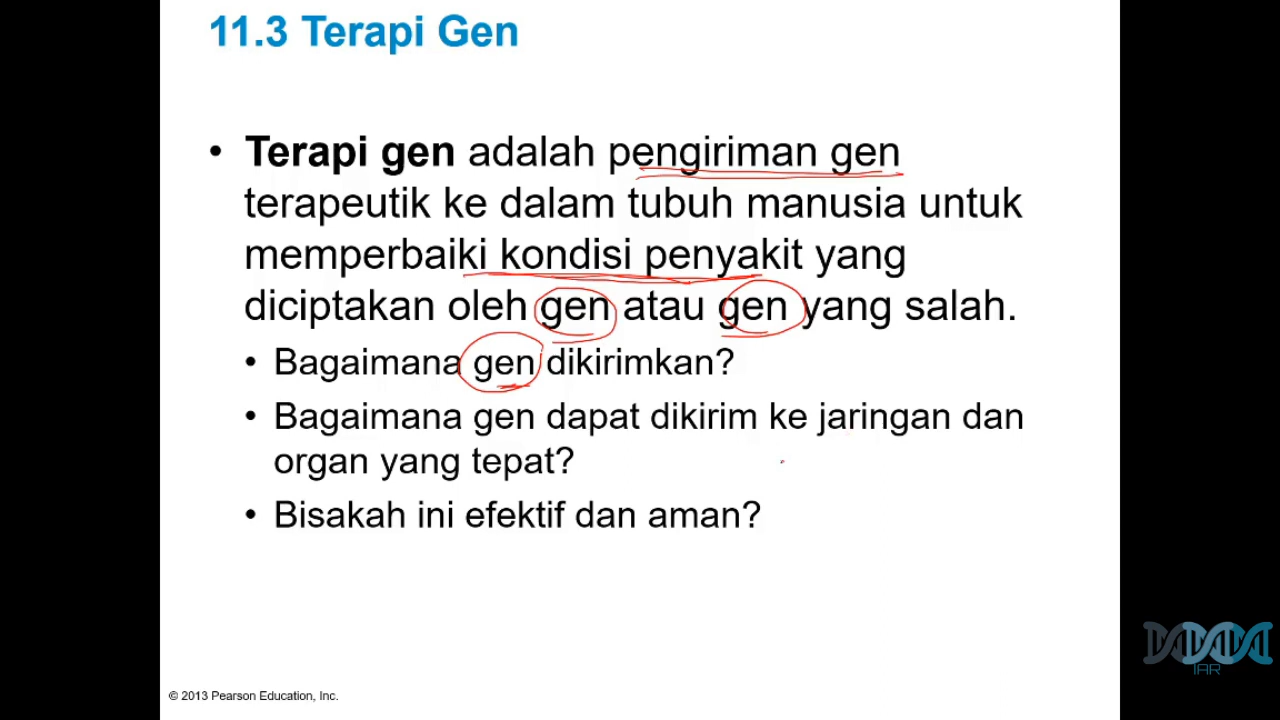 11.3 Terapi Gen
• Terapi gen adalah pengiriman gen
terapeutik ke dalam tubuh manusia untuk
memperbaiki kondisi penyakit yang
diciptakan oleh gen atau gen yang salah.
• Bagaimana gen dikirimkan?
• Bagaimana gen dapat dikirim ke jaringan dan
organ yang tepat?
• Bisakah ini efektif dan aman?
IAR
© 2013 Pearson Education, Inc.